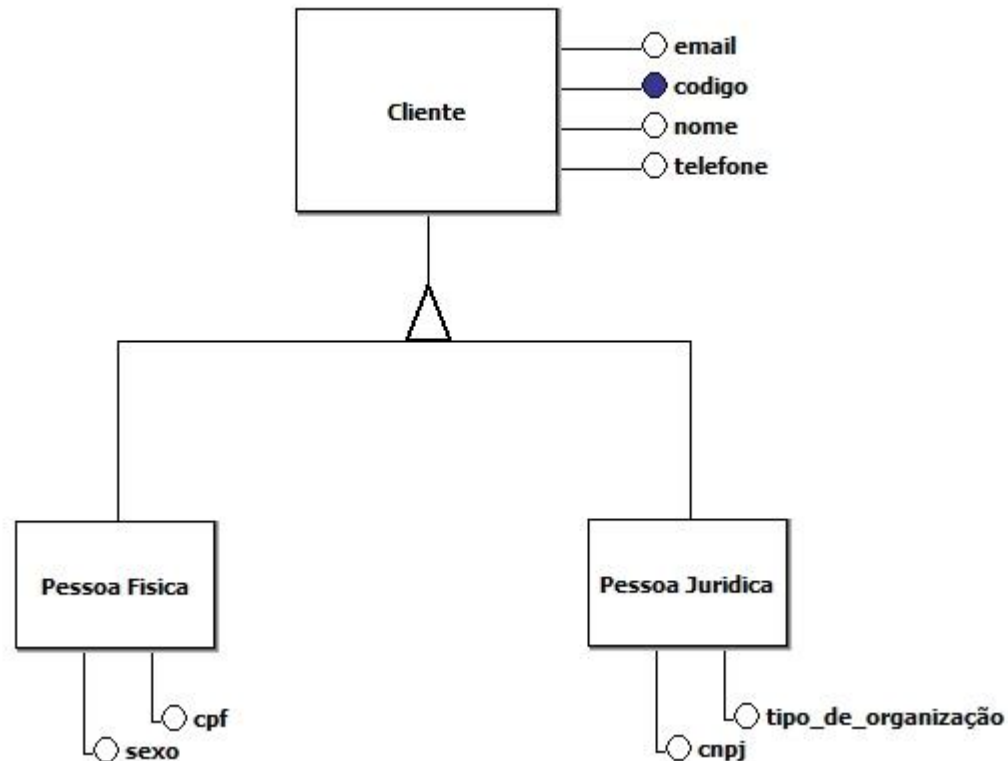 email
codigo
Cliente
nome
telefone
Pessoa Fisica
Pessoa Juridica
cpf
tipo_de_organização
sexo
cnpj